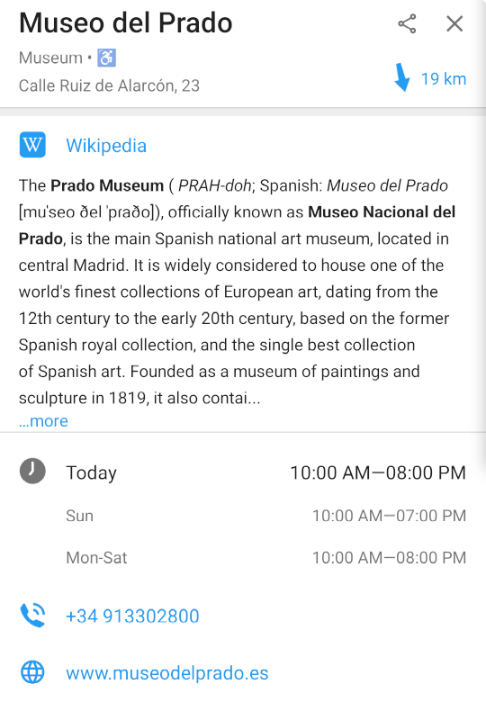 Museo del Prado
Museum • ♿
Calle Ruiz de Alarcón, 23
19 km
W Wikipedia
The Prado Museum ( PRAH-doh; Spanish: Museo del Prado
[muˈseo ðel ˈpɾaðo]), officially known as Museo Nacional del
Prado, is the main Spanish national art museum, located in
central Madrid. It is widely considered to house one of the
world's finest collections of European art, dating from the
12th century to the early 20th century, based on the former
Spanish royal collection, and the single best collection
of Spanish art. Founded as a museum of paintings and
sculpture in 1819, it also contai...
...more
Today 10:00 AM—08:00 PM
Sun 10:00 AM—07:00 PM
Mon-Sat 10:00 AM—08:00 PM
+34 913302800
www.museodelprado.es